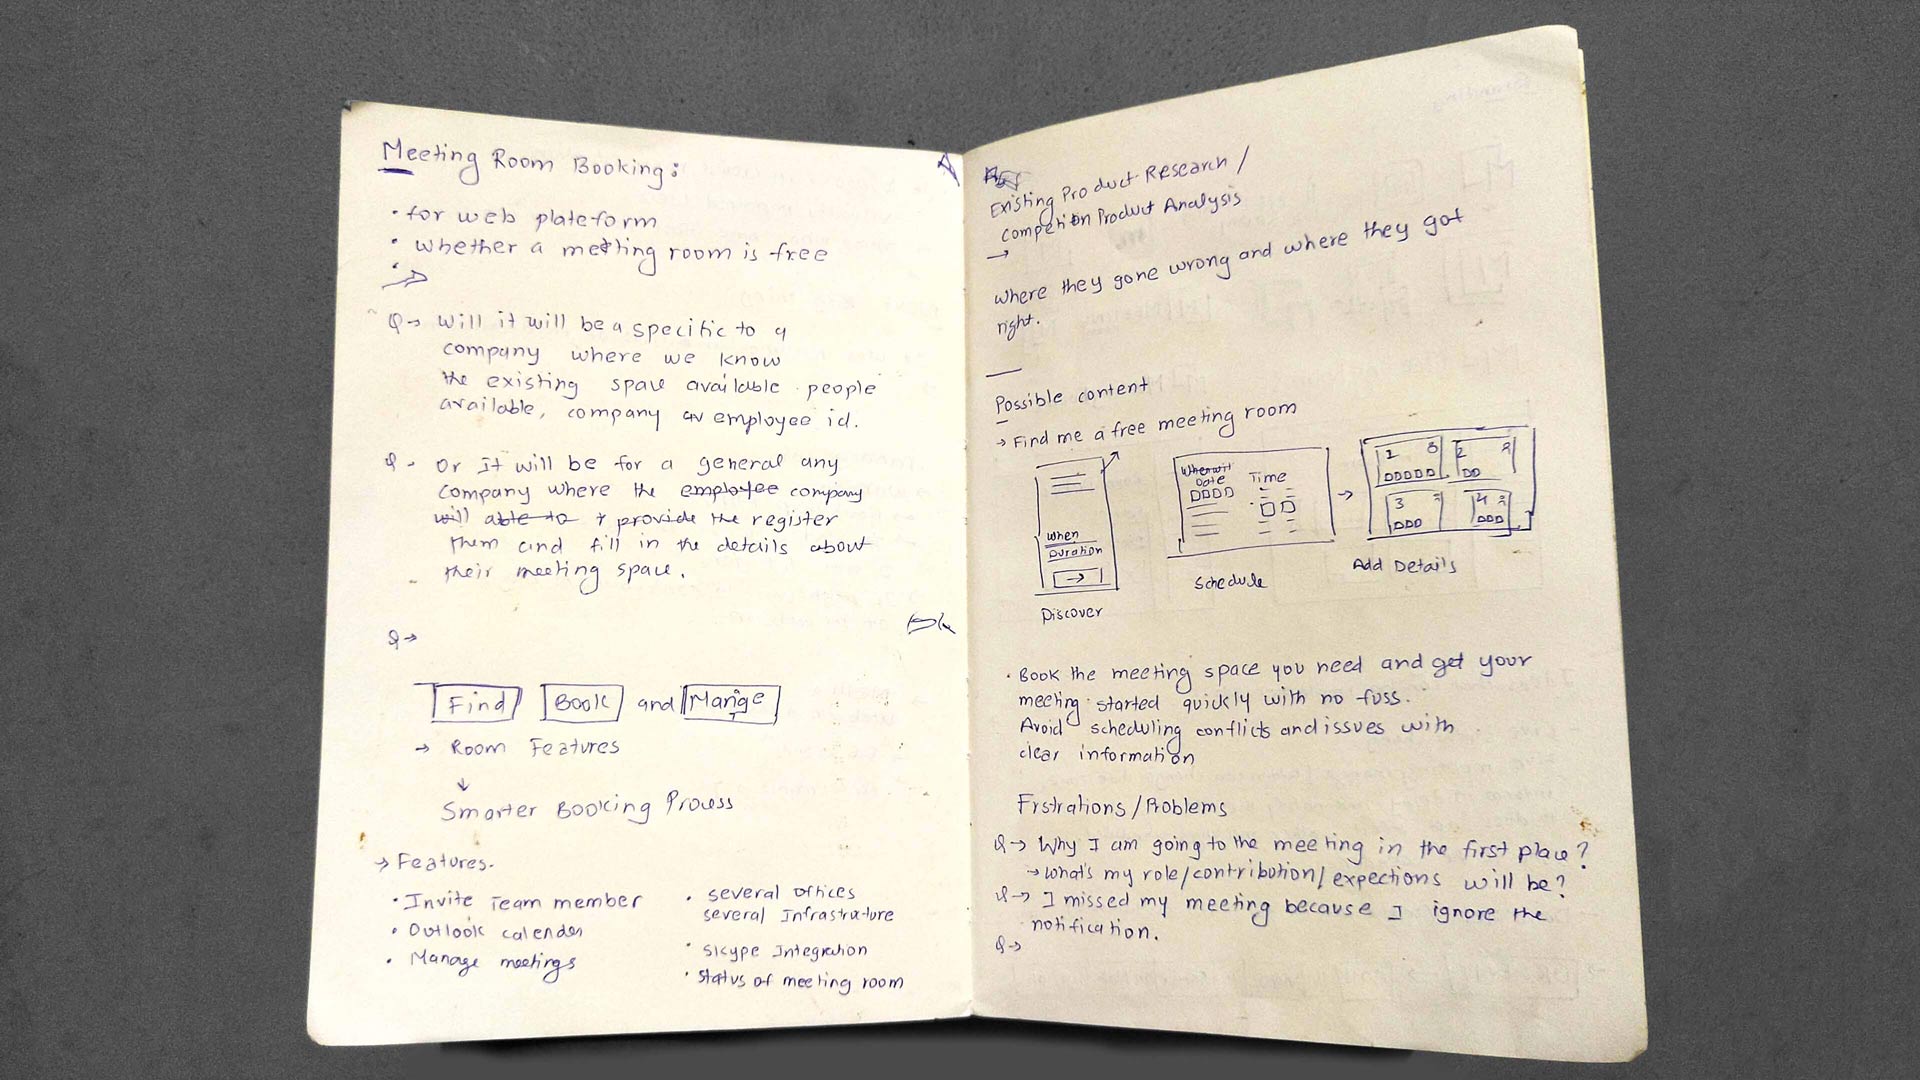 Meeting Room Booking:
• for web plateform
• whether a meeting room is free
Q→ Will it will be a specific to a
company where we know
the existing space available people
available, company or employee id.
Q→ Or It will be for a general any
company where the employee company
will able to + provide the register
them and fill in the details about
their meeting space.
Q→
Find Book and Mange
→ Room Features
↓
Smarter Booking Process
→ Features.
• Invite Team member
• Outlook calender
• Manage meetings
• several offices
several Infrastrature
• Skype Integration
• Status of meeting room
Existing Product Research /
Competition Product Analysis
→
where they gone wrong and where they got
right.
Possible content
→ Find me a free meeting room
When
Duration
→
Discover
Date
Time
Schedule
→
1 8
2 2
3 =
4 =
Add Details
• Book the meeting space you need and get your
meeting started quickly with no fuss.
Avoid scheduling conflicts and issues with
clear information
Frstrations/Problems
Q→ Why I am going to the meeting in the first place?
→ what's my role/contribution/expections will be?
Q→ I missed my meeting because I ignore the
notification.
Q→